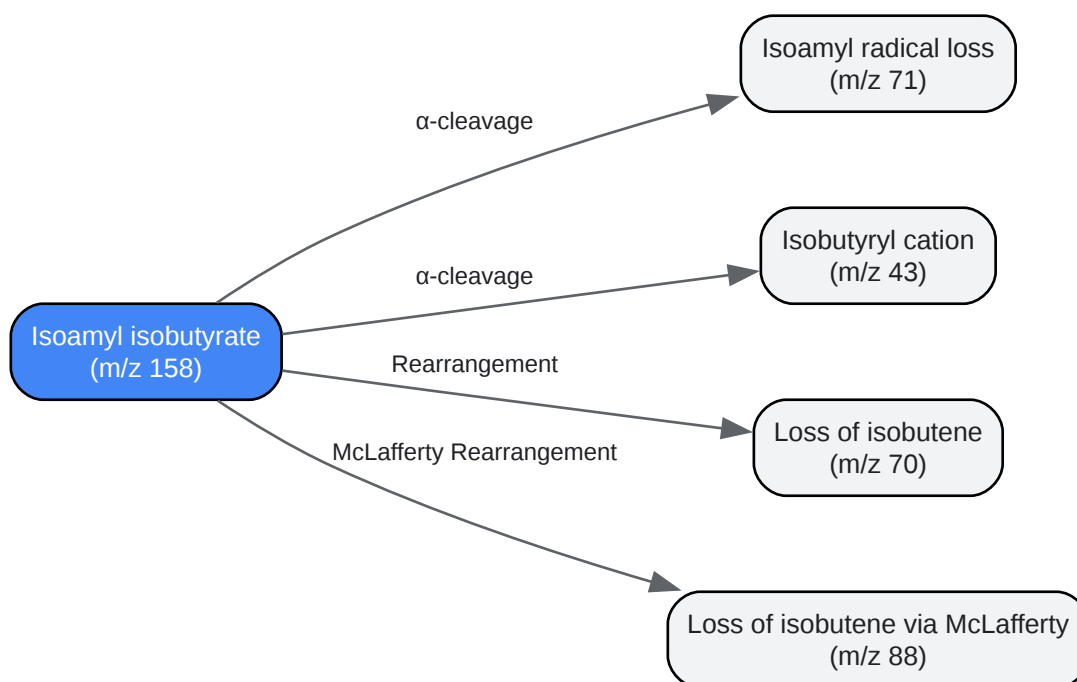 Isoamyl radical loss
(m/z 71)
α-cleavage
Isobutyryl cation
(m/z 43)
α-cleavage
Isoamyl isobutyrate
(m/z 158)
Rearrangement
Loss of isobutene
(m/z 70)
McLafferty Rearrangement
Loss of isobutene via McLafferty
(m/z 88)